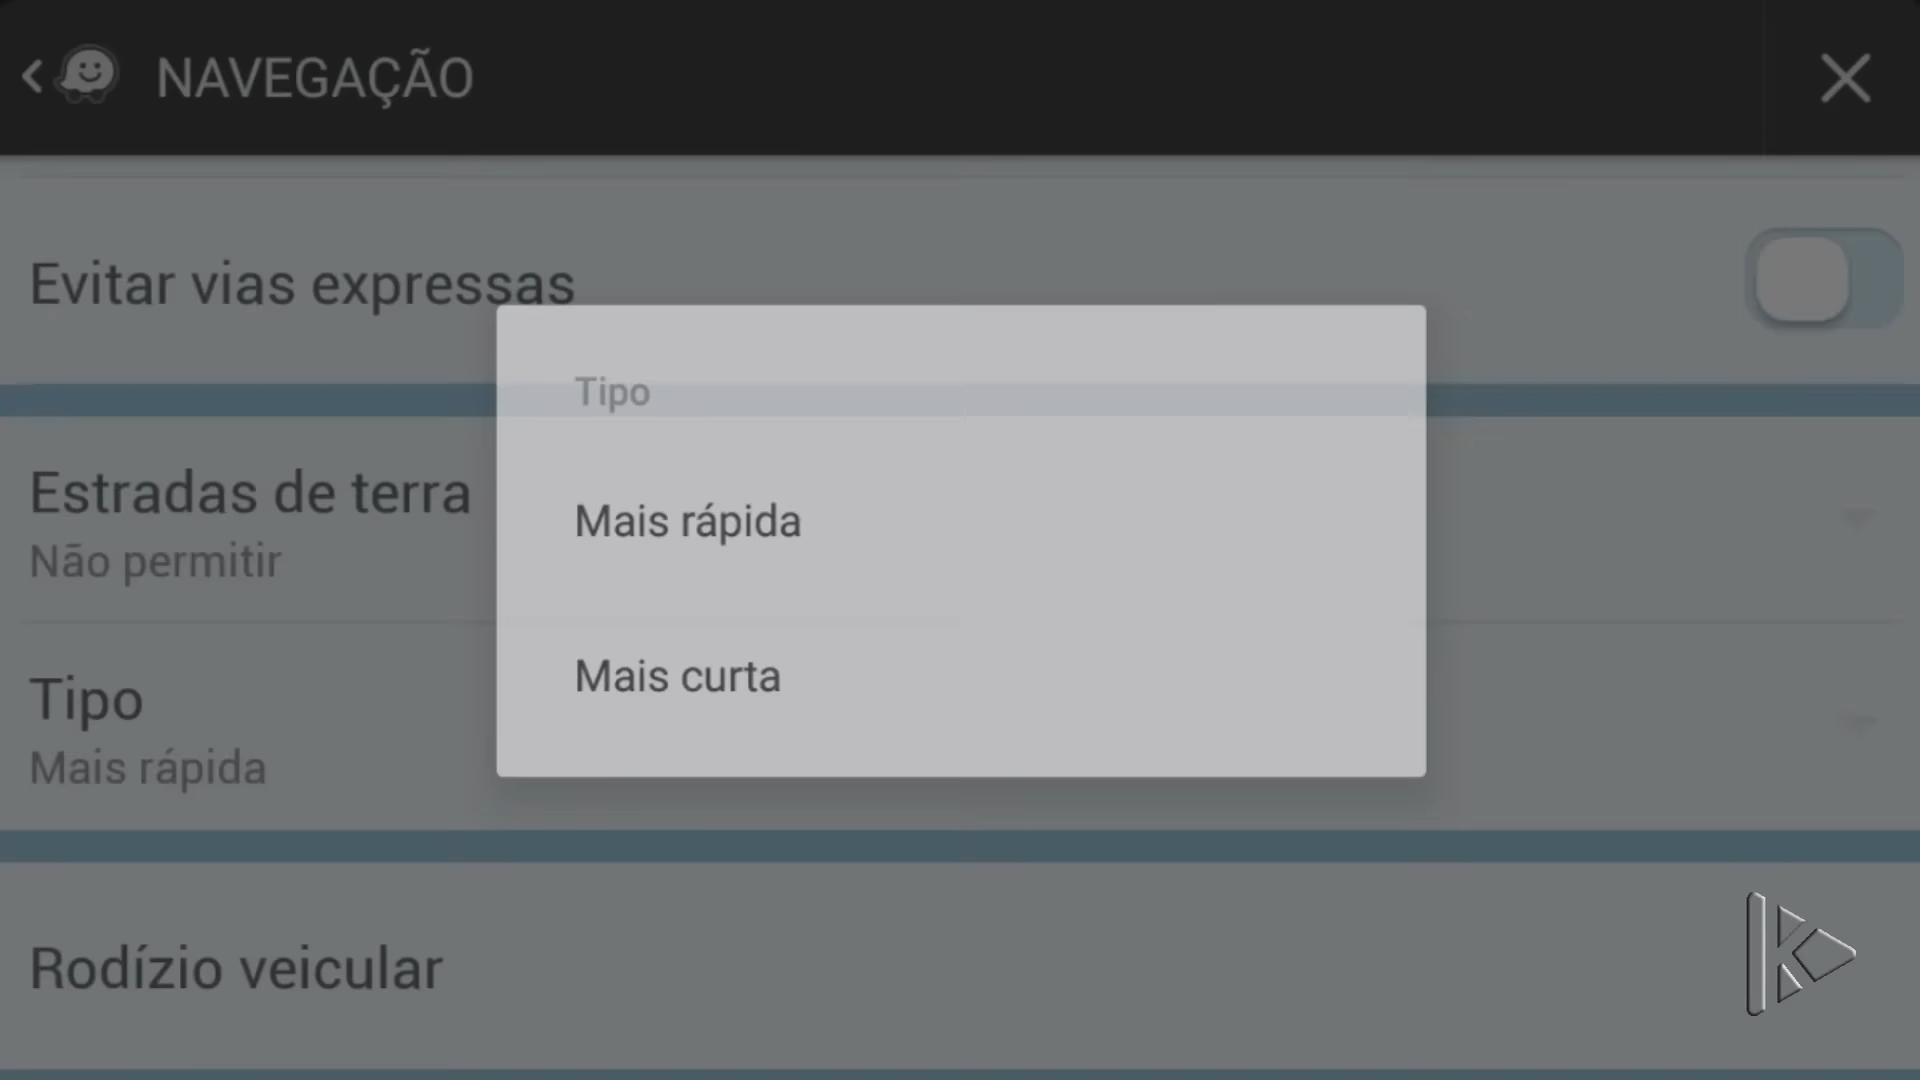 NAVEGAÇÃO
Evitar vias expressas
Tipo
Mais rápida
Mais curta
Estradas de terra
Não permitir
Tipo
Mais rápida
Rodízio veicular